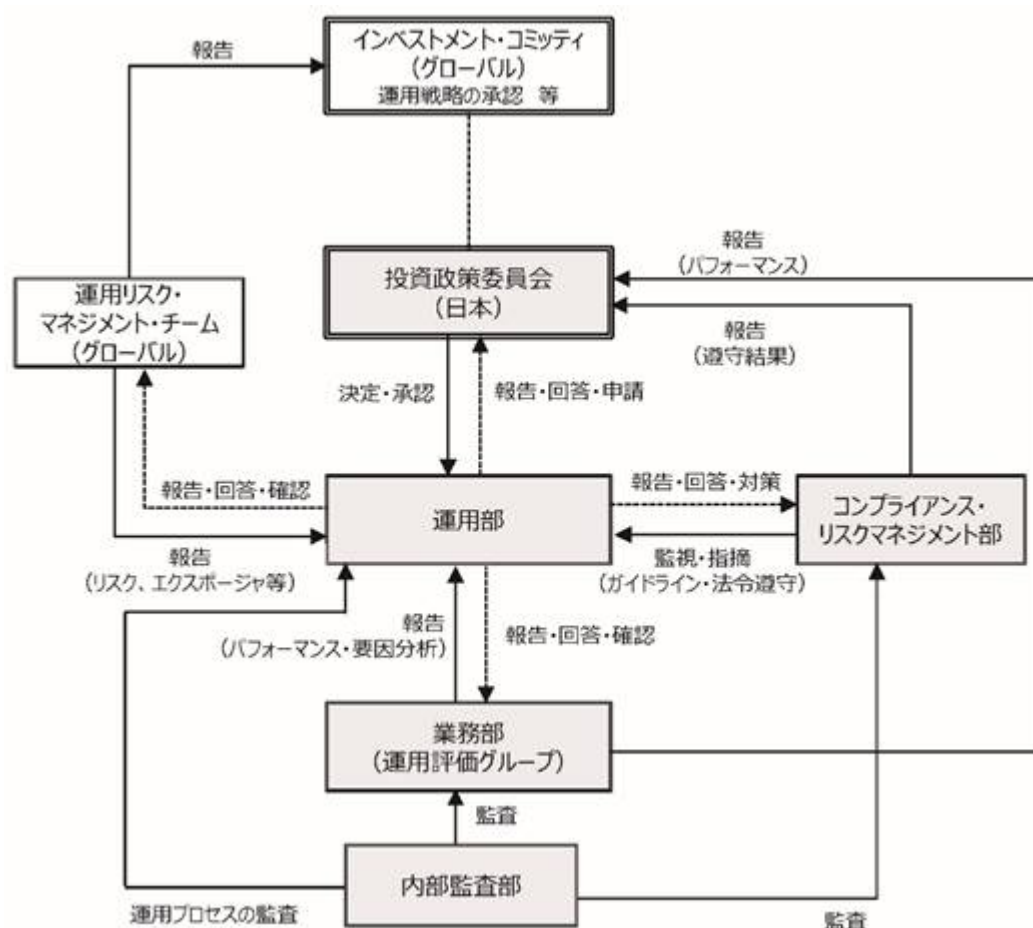 報告
インベストメント・コミッティ
(グローバル)
運用戦略の承認 等
報告
(パフォーマンス)
投資政策委員会
(日本)
運用リスク・
マネジメント・チーム
(グローバル)
報告
(遵守結果)
決定・承認
報告・回答・申請
報告・回答・確認
報告・回答・対策
運用部
コンプライアンス・
リスクマネジメント部
報告
(リスク、エクスポージャ等)
監視・指摘
(ガイドライン・法令遵守)
報告
(パフォーマンス・要因分析)
報告・回答・確認
業務部
(運用評価グループ)
監査
内部監査部
運用プロセスの監査
監査